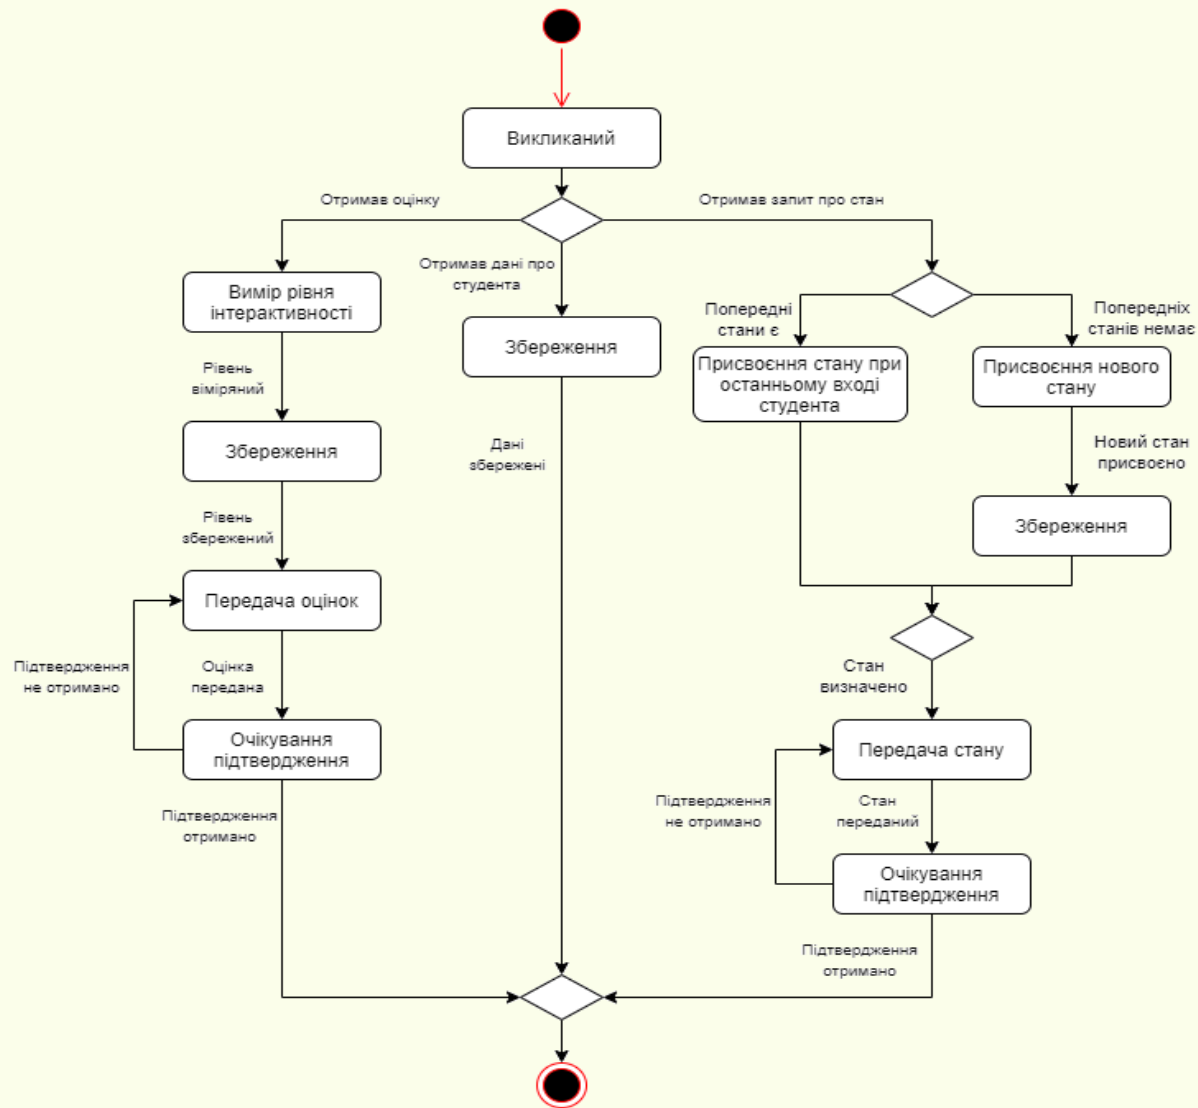 Викликаний
Отримав оцінку
Отримав запит про стан
Отримав дані про
студента
Вимір рівня
інтерактивності
Попередні
стани є
Попередніх
станів немає
Збереження
Присвоєння стану при
останньому вході
студента
Присвоєння нового
стану
Рівень
віміряний
Збереження
Дані
збережені
Новий стан
присвоєно
Рівень
збережений
Збереження
Передача оцінок
Підтвердження
не отримано
Оцінка
передана
Стан
визначено
Очікування
підтвердження
Передача стану
Підтвердження
отримано
Підтвердження
не отримано
Стан
переданий
Очікування
підтвердження
Підтвердження
отримано